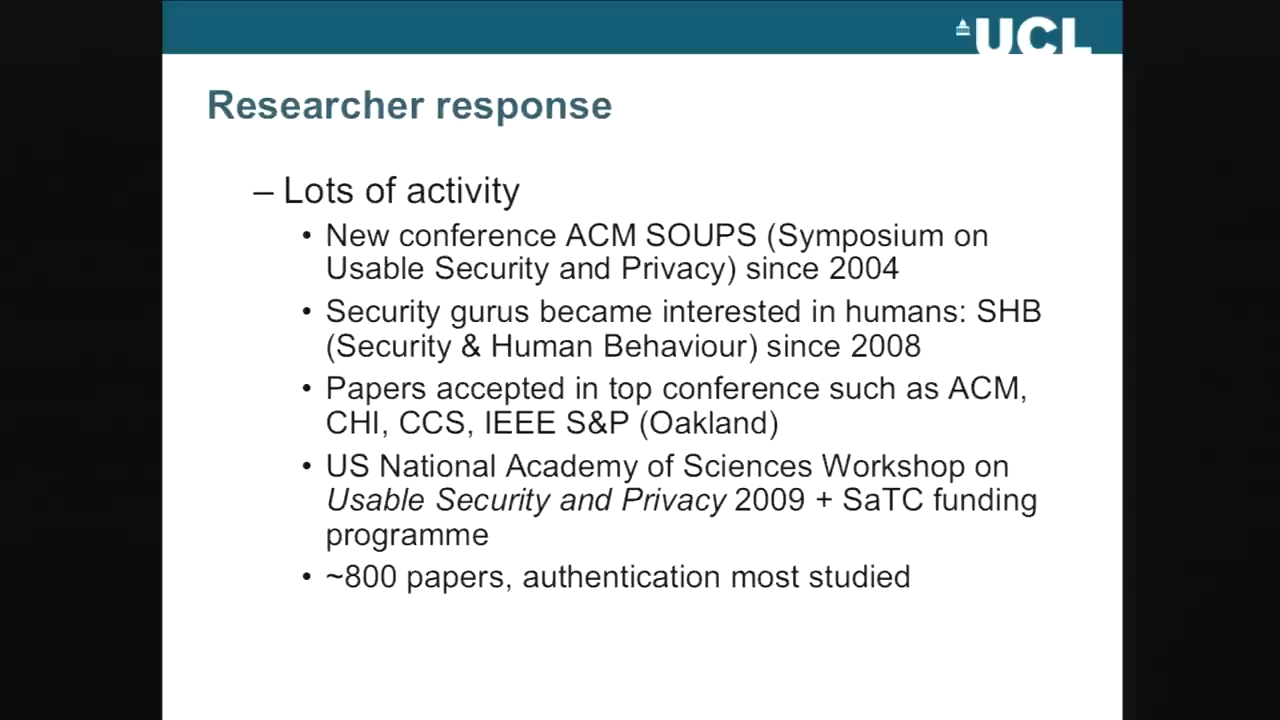 UCL
Researcher response
– Lots of activity
• New conference ACM SOUPS (Symposium on
Usable Security and Privacy) since 2004
• Security gurus became interested in humans: SHB
(Security & Human Behaviour) since 2008
• Papers accepted in top conference such as ACM,
CHI, CCS, IEEE S&P (Oakland)
• US National Academy of Sciences Workshop on
Usable Security and Privacy 2009 + SaTC funding
programme
• ~800 papers, authentication most studied